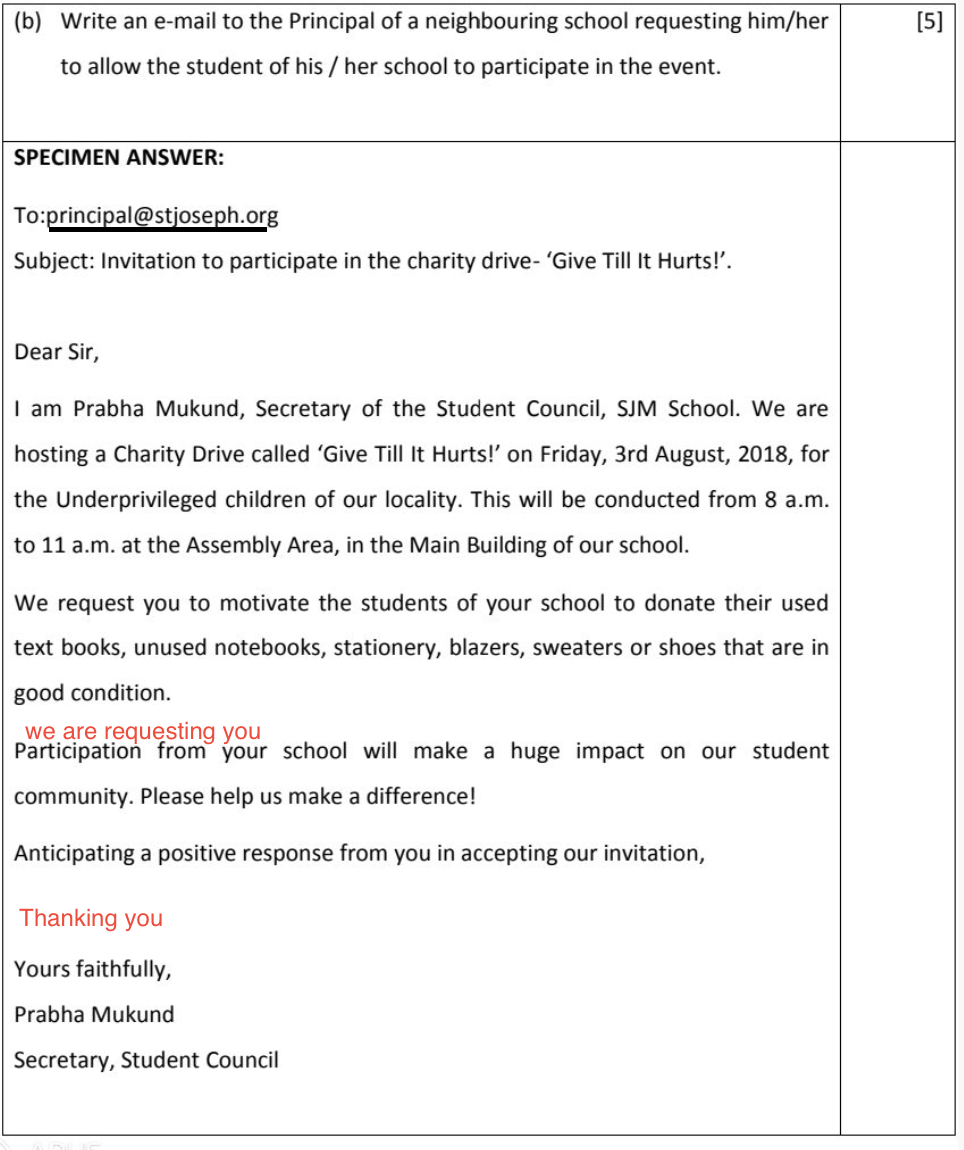 (b) Write an e-mail to the Principal of a neighbouring school requesting him/her [5]
to allow the student of his / her school to participate in the event.
SPECIMEN ANSWER:
To:principal@stjoseph.org
Subject: Invitation to participate in the charity drive- ‘Give Till It Hurts!’.
Dear Sir,
I am Prabha Mukund, Secretary of the Student Council, SJM School. We are
hosting a Charity Drive called ‘Give Till It Hurts!’ on Friday, 3rd August, 2018, for
the Underprivileged children of our locality. This will be conducted from 8 a.m.
to 11 a.m. at the Assembly Area, in the Main Building of our school.
We request you to motivate the students of your school to donate their used
text books, unused notebooks, stationery, blazers, sweaters or shoes that are in
good condition.
we are requesting you
Participation from your school will make a huge impact on our student
community. Please help us make a difference!
Anticipating a positive response from you in accepting our invitation,
Thanking you
Yours faithfully,
Prabha Mukund
Secretary, Student Council